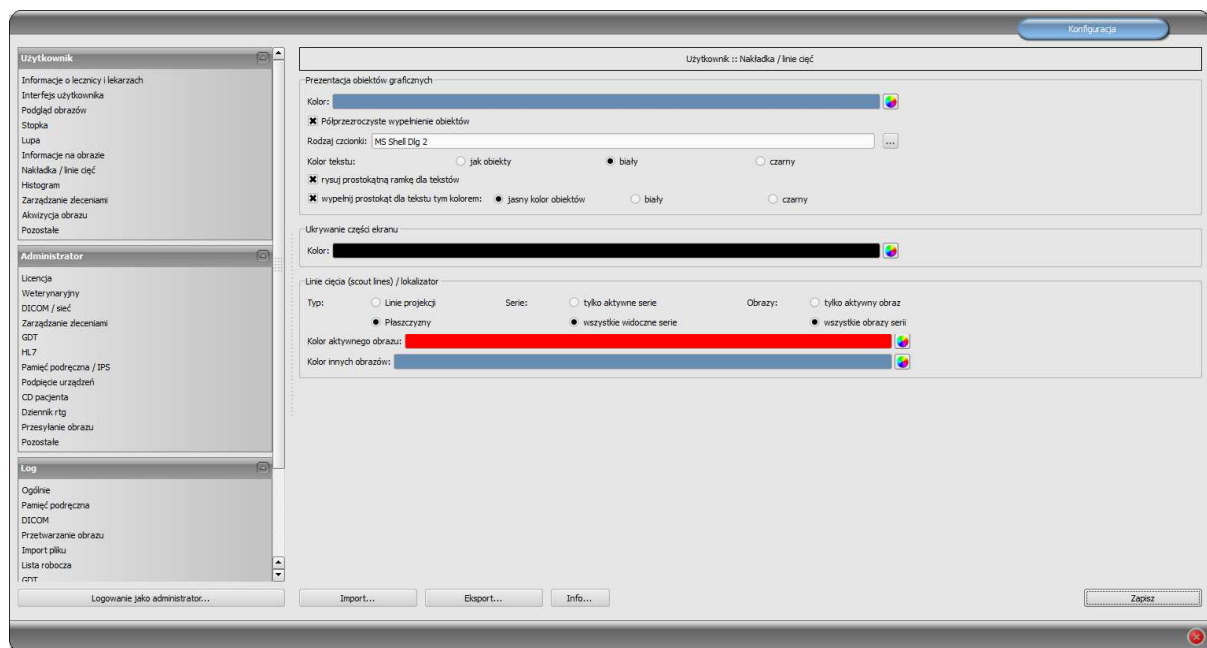 Konfiguracja
Użytkownik
Informacje o lecznicy i lekarzach
Interfejs użytkownika
Podgląd obrazów
Stopka
Lupa
Informacje na obrazie
Nakładka / linie cięć
Histogram
Zarządzanie zleceniami
Akwizycja obrazu
Pozostałe
Administrator
Licencja
Weterynaryjny
DICOM / sieć
Zarządzanie zleceniami
GDT
HL7
Pamięć podręczna / IPS
Podpięcie urządzeń
CD pacjenta
Dziennik rtg
Przesyłanie obrazu
Pozostałe
Log
Ogólnie
Pamięć podręczna
DICOM
Przetwarzanie obrazu
Import pliku
Lista robocza
GDT
Logowanie jako administrator...
Użytkownik :: Nakładka / linie cięć
Prezentacja obiektów graficznych
Kolor:
Półprzezroczyste wypełnienie obiektów
Rodzaj czcionki: MS Shell Dlg 2 ...
Kolor tekstu: jak obiekty biały czarny
rysuj prostokątną ramkę dla tekstów
wypełnij prostokąt dla tekstu tym kolorem: jasny kolor obiektów biały czarny
Ukrywanie części ekranu
Kolor:
Linie cięcia (scout lines) / lokalizator
Typ: Linie projekcji Serie: tylko aktywne serie Obrazy: tylko aktywny obraz
Płaszczyzny wszystkie widoczne serie wszystkie obrazy serii
Kolor aktywnego obrazu:
Kolor innych obrazów:
Import... Eksport... Info... Zapisz